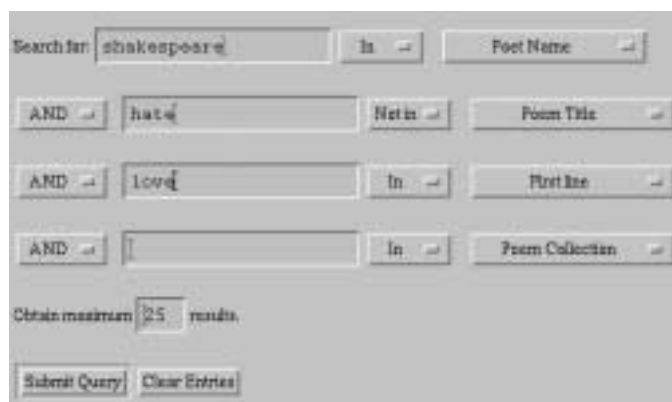 Search for: shakespeare In Poet Name
AND hate Not in Poem Title
AND love In First line
AND In Poem Collection
Obtain maximum 25 results.
Submit Query Clear Entries